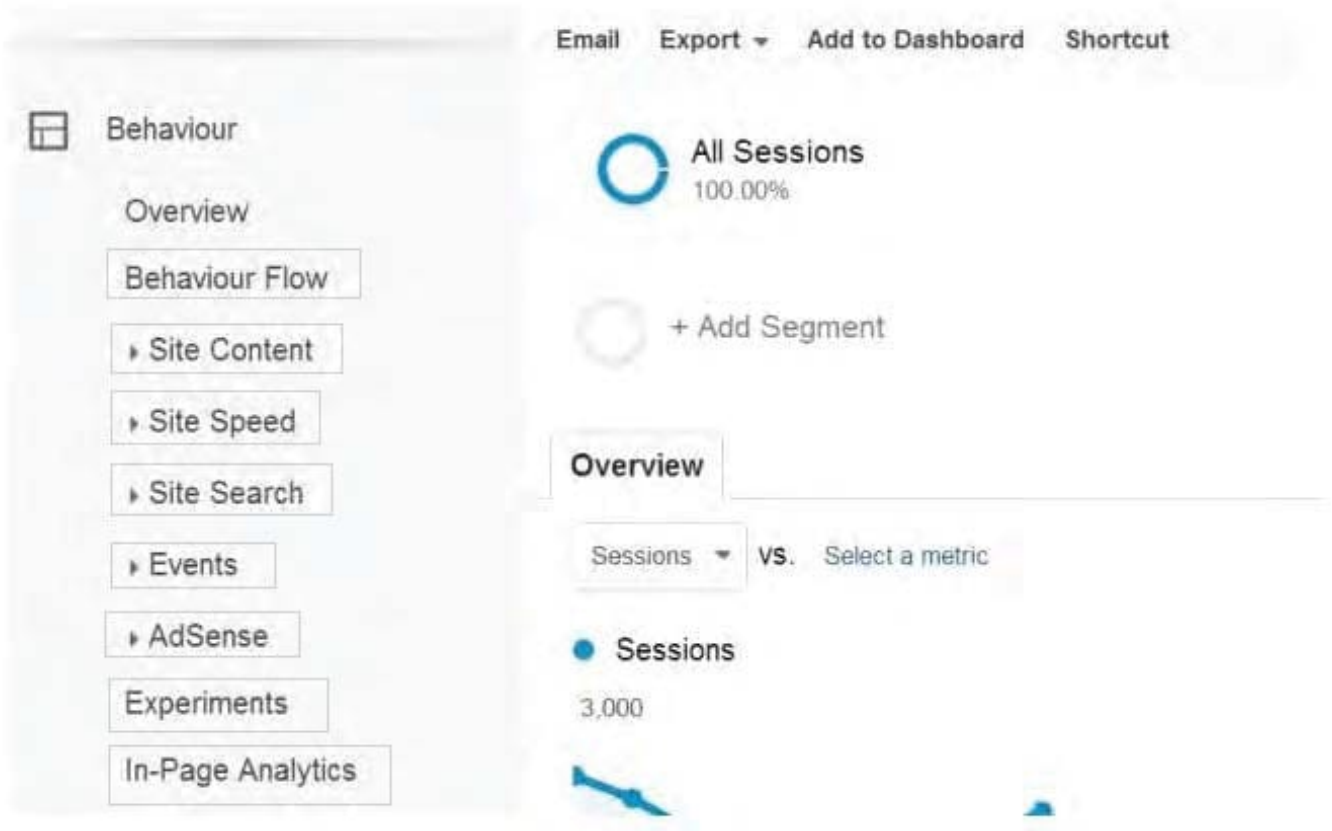 Email Export Add to Dashboard Shortcut
Behaviour
Overview
Behaviour Flow
Site Content
Site Speed
Site Search
Events
AdSense
Experiments
In-Page Analytics
All Sessions
100.00%
+ Add Segment
Overview
Sessions vs. Select a metric
Sessions
3,000